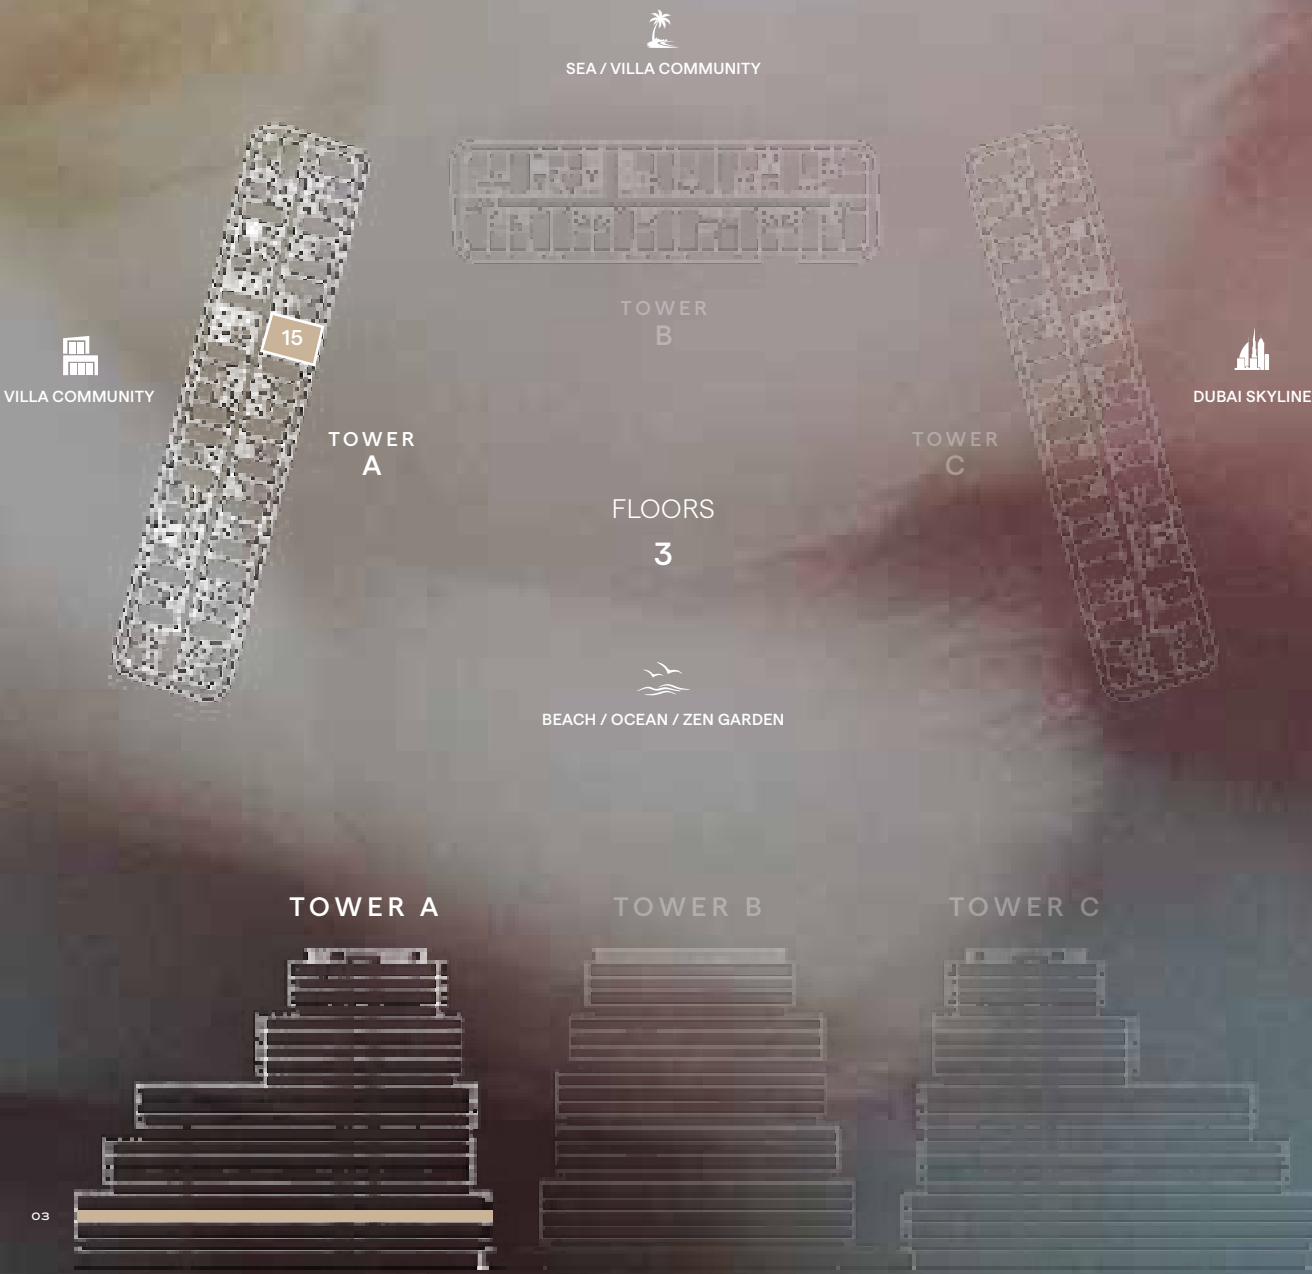 SEA / VILLA COMMUNITY
TOWER
B
15
VILLA COMMUNITY
DUBAI SKYLINE
TOWER
A
TOWER
C
FLOORS
3
BEACH / OCEAN / ZEN GARDEN
TOWER A
TOWER B
TOWER C
03